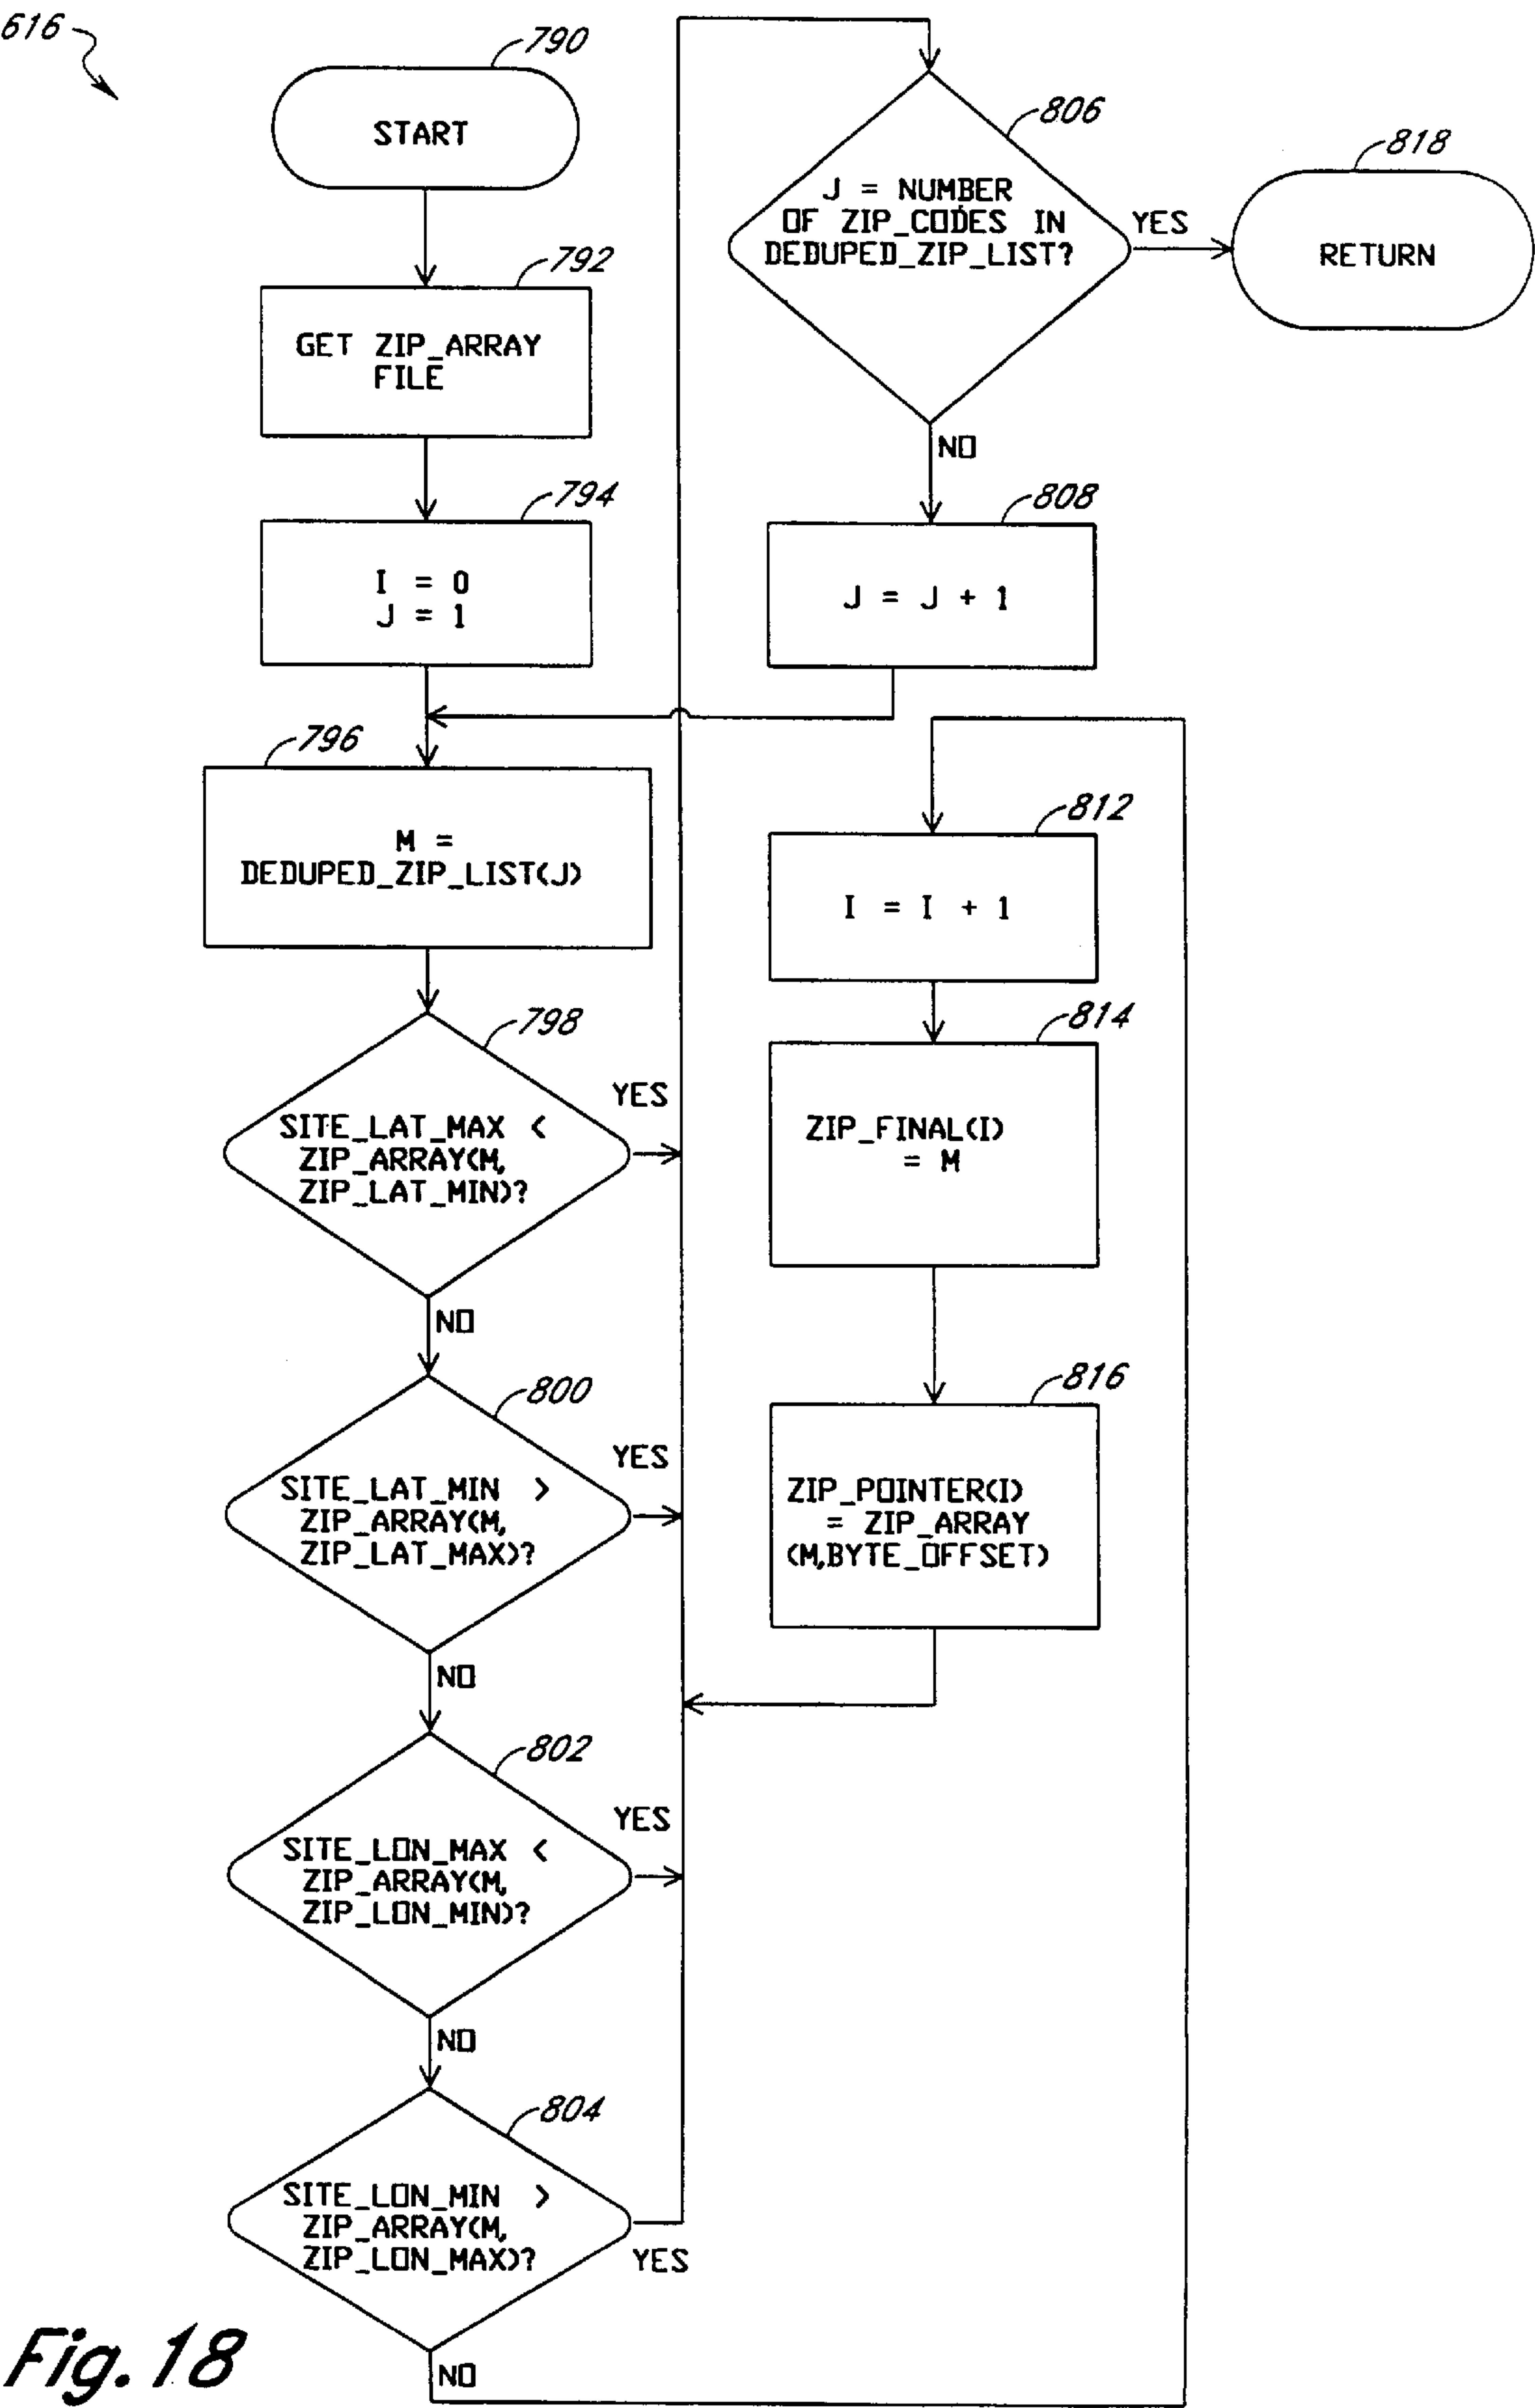 616
790
START
792
GET ZIP_ARRAY
FILE
794
I = 0
J = 1
796
M =
DEDUPED_ZIP_LIST(J)
798
SITE_LAT_MAX <
ZIP_ARRAY(M,
ZIP_LAT_MIN)?
YES
NO
800
SITE_LAT_MIN >
ZIP_ARRAY(M,
ZIP_LAT_MAX)?
YES
NO
802
SITE_LON_MAX <
ZIP_ARRAY(M,
ZIP_LON_MIN)?
YES
NO
804
SITE_LON_MIN >
ZIP_ARRAY(M,
ZIP_LON_MAX)?
YES
NO
806
J = NUMBER
OF ZIP_CODES IN
DEDUPED_ZIP_LIST?
YES
NO
818
RETURN
808
J = J + 1
812
I = I + 1
814
ZIP_FINAL(I)
= M
816
ZIP_POINTER(I)
= ZIP_ARRAY
(M,BYTE_OFFSET)
Fig. 18